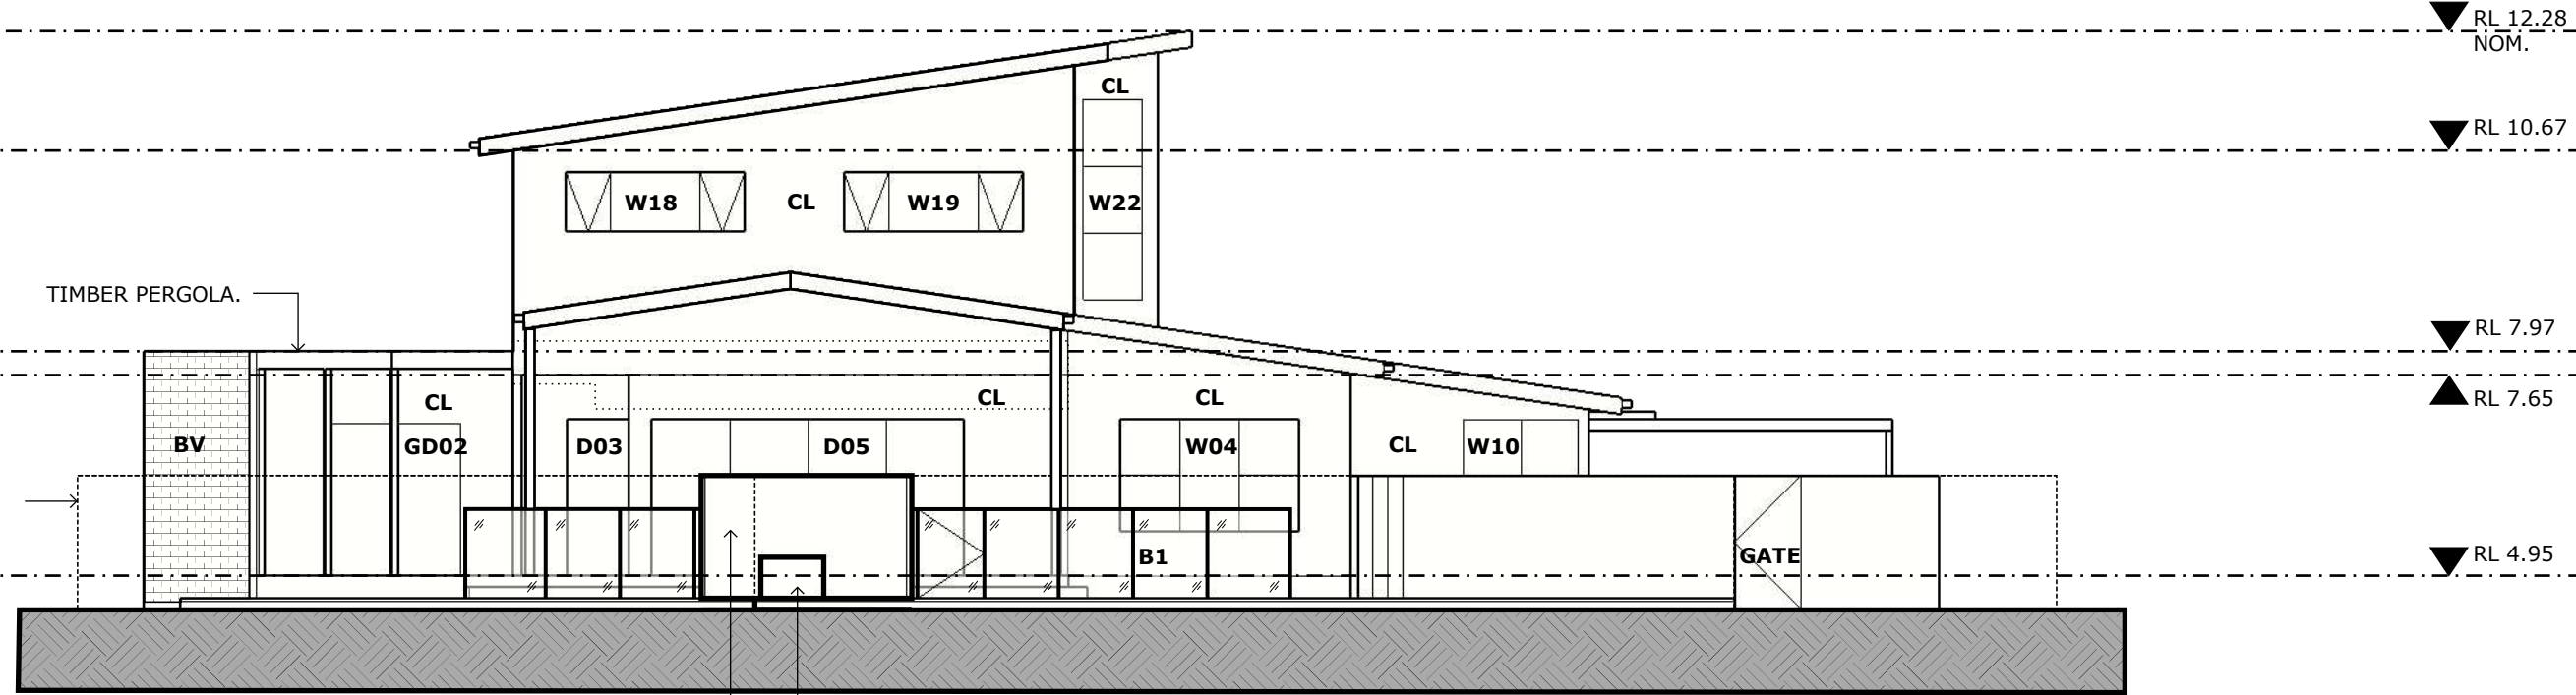 RL 12.28
NOM.
CL
RL 10.67
W18
CL
W19
W22
TIMBER PERGOLA.
RL 7.97
CL
CL
CL
RL 7.65
BV
GD02
D03
D05
W04
CL
W10
B1
GATE
RL 4.95